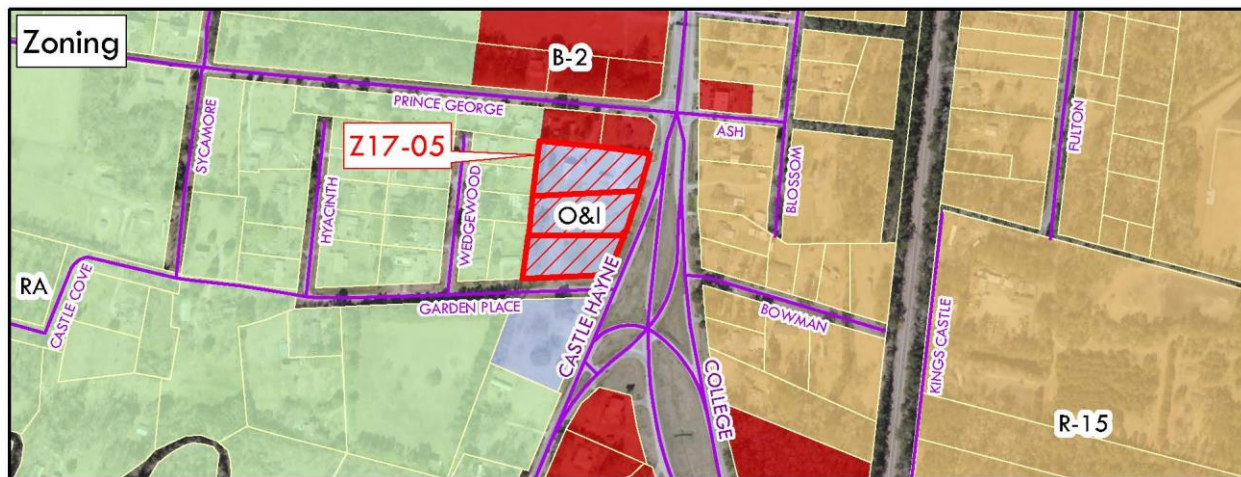 Zoning
B-2
PRINCE GEORGE
SYCAMORE
HYACINTH
Z17-05
WEDGEWOOD
O&I
ASH
BLOSSOM
FULTON
RA
CASTLE COVE
GARDEN PLACE
CASTLE HAYNE
COLLEGE
BOWMAN
KINGS CASTLE
R-15